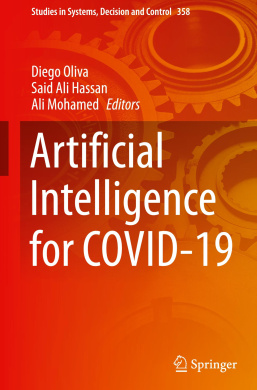 Studies in Systems, Decision and Control 358
Diego Oliva
Said Ali Hassan
Ali Mohamed Editors
Artificial
Intelligence
for COVID-19
Springer